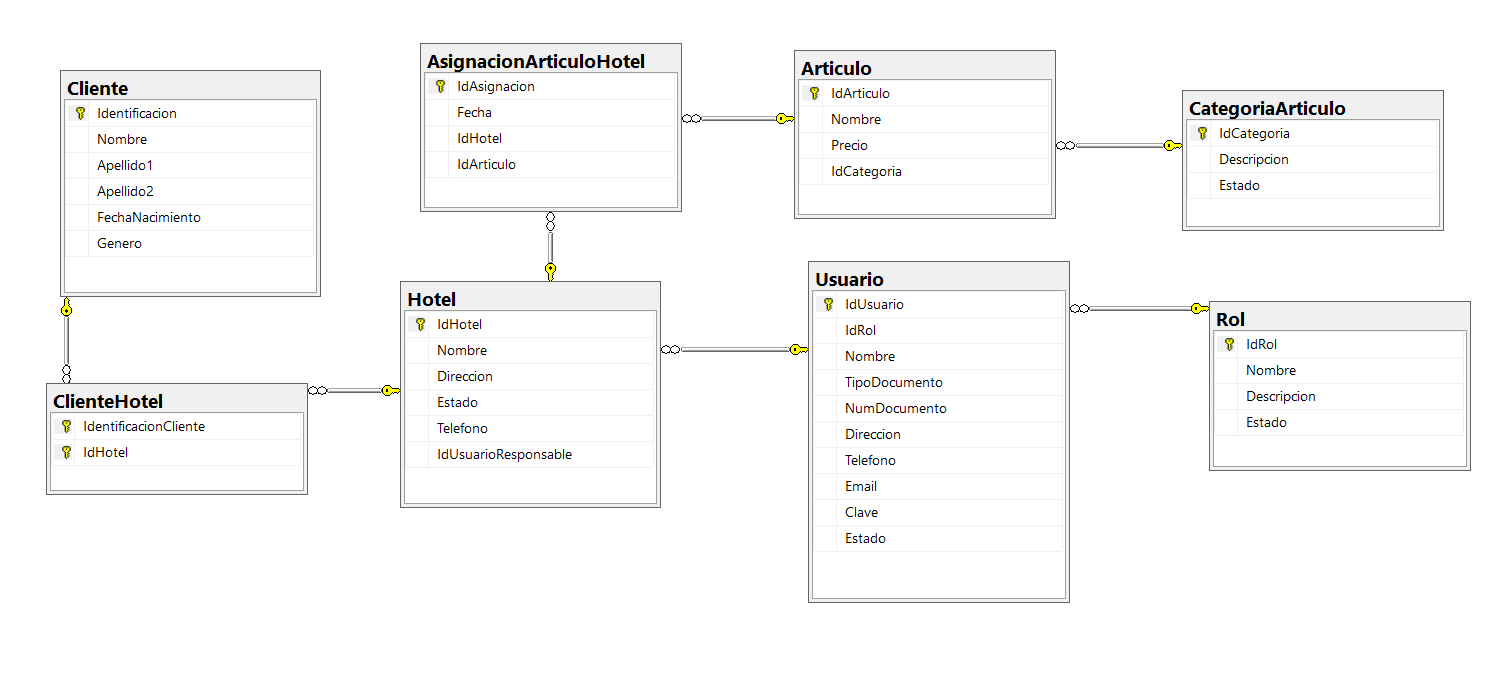 Cliente
Identificacion
Nombre
Apellido1
Apellido2
FechaNacimiento
Genero
AsignacionArticuloHotel
IdAsignacion
Fecha
IdHotel
IdArticulo
Articulo
IdArticulo
Nombre
Precio
IdCategoria
CategoriaArticulo
IdCategoria
Descripcion
Estado
ClienteHotel
IdentificacionCliente
IdHotel
Hotel
IdHotel
Nombre
Direccion
Estado
Telefono
IdUsuarioResponsable
Usuario
IdUsuario
IdRol
Nombre
TipoDocumento
NumDocumento
Direccion
Telefono
Email
Clave
Estado
Rol
IdRol
Nombre
Descripcion
Estado